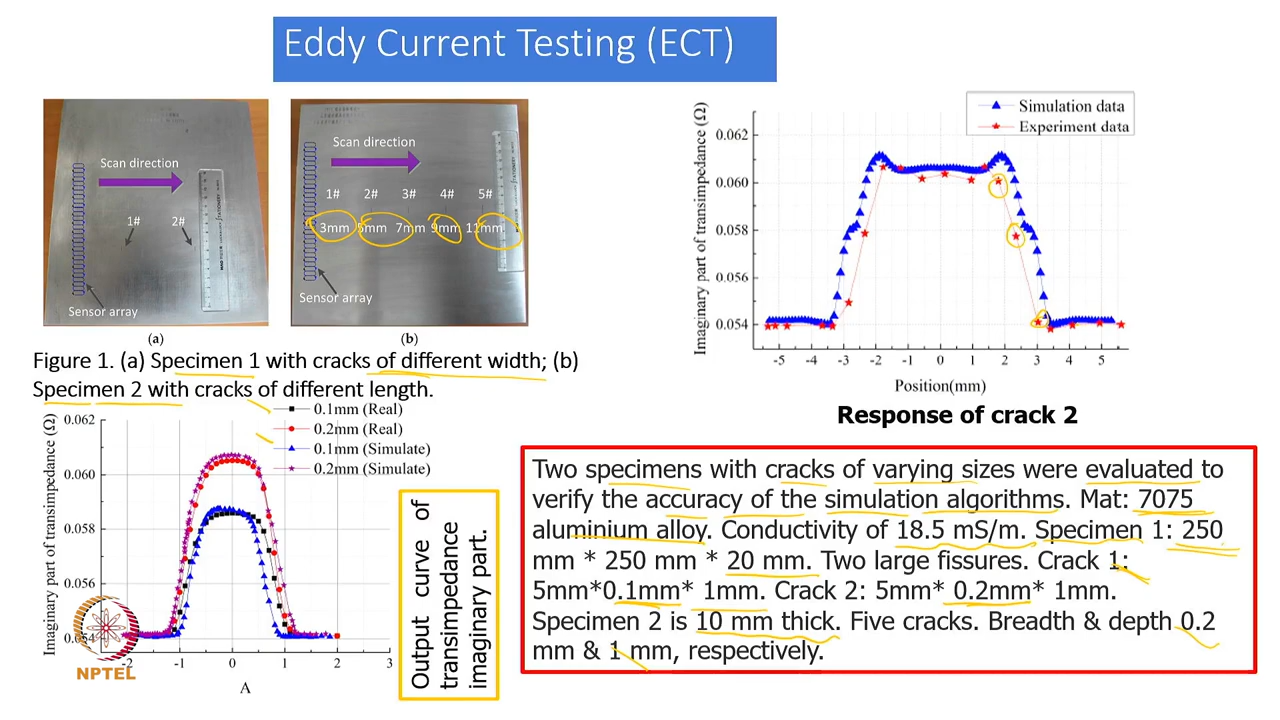 Eddy Current Testing (ECT)
Scan direction
1#
2#
Sensor array
(a)
Scan direction
1#
2#
3#
4#
5#
3mm
5mm
7mm
9mm
11mm
Sensor array
(b)
Figure 1. (a) Specimen 1 with cracks of different width; (b)
Specimen 2 with cracks of different length.
Imaginary part of transimpedance (Ω)
0.062
0.060
0.058
0.056
0.054
-2
-1
0
1
2
3
A
0.1mm (Real)
0.2mm (Real)
0.1mm (Simulate)
0.2mm (Simulate)
NPTEL
Output curve of
transimpedance
imaginary part.
Imaginary part of transimpedance (Ω)
0.062
0.060
0.058
0.056
0.054
-5
-4
-3
-2
-1
0
1
2
3
4
5
Position(mm)
Simulation data
Experiment data
Response of crack 2
Two specimens with cracks of varying sizes were evaluated to
verify the accuracy of the simulation algorithms. Mat: 7075
aluminium alloy. Conductivity of 18.5 mS/m. Specimen 1: 250
mm * 250 mm * 20 mm. Two large fissures. Crack 1:
5mm*0.1mm* 1mm. Crack 2: 5mm* 0.2mm* 1mm.
Specimen 2 is 10 mm thick. Five cracks. Breadth & depth 0.2
mm & 1 mm, respectively.